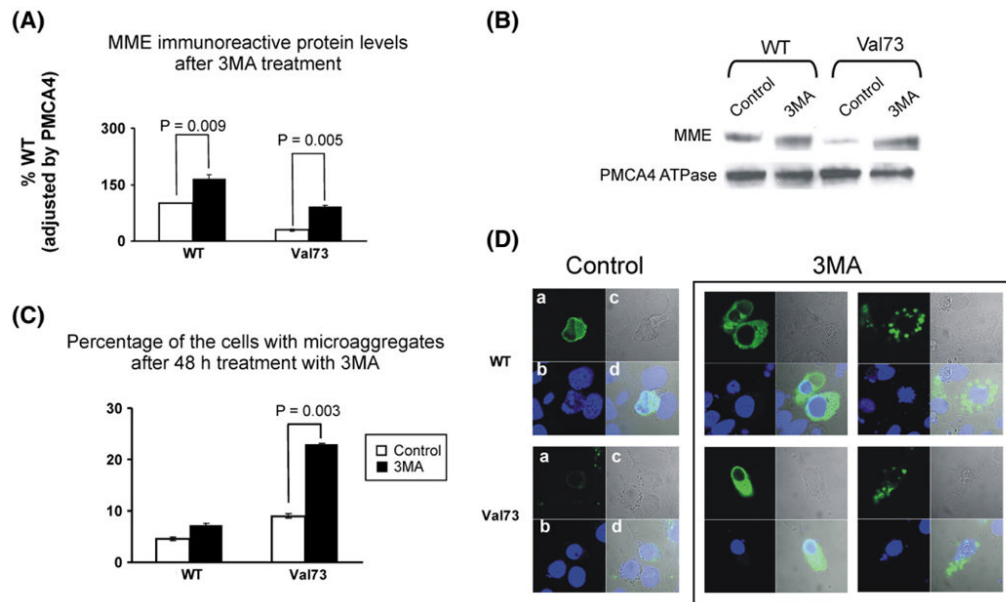 (A)
MME immunoreactive protein levels
after 3MA treatment
% WT
(adjusted by PMCA4)
300
150
0
P = 0.009
P = 0.005
WT
Val73
(B)
WT
Val73
Control
3MA
Control
3MA
MME
PMCA4 ATPase
(C)
Percentage of the cells with microaggregates
after 48 h treatment with 3MA
30
20
10
0
P = 0.003
Control
3MA
WT
Val73
(D)
Control
3MA
WT
a
c
b
d
Val73
a
c
b
d